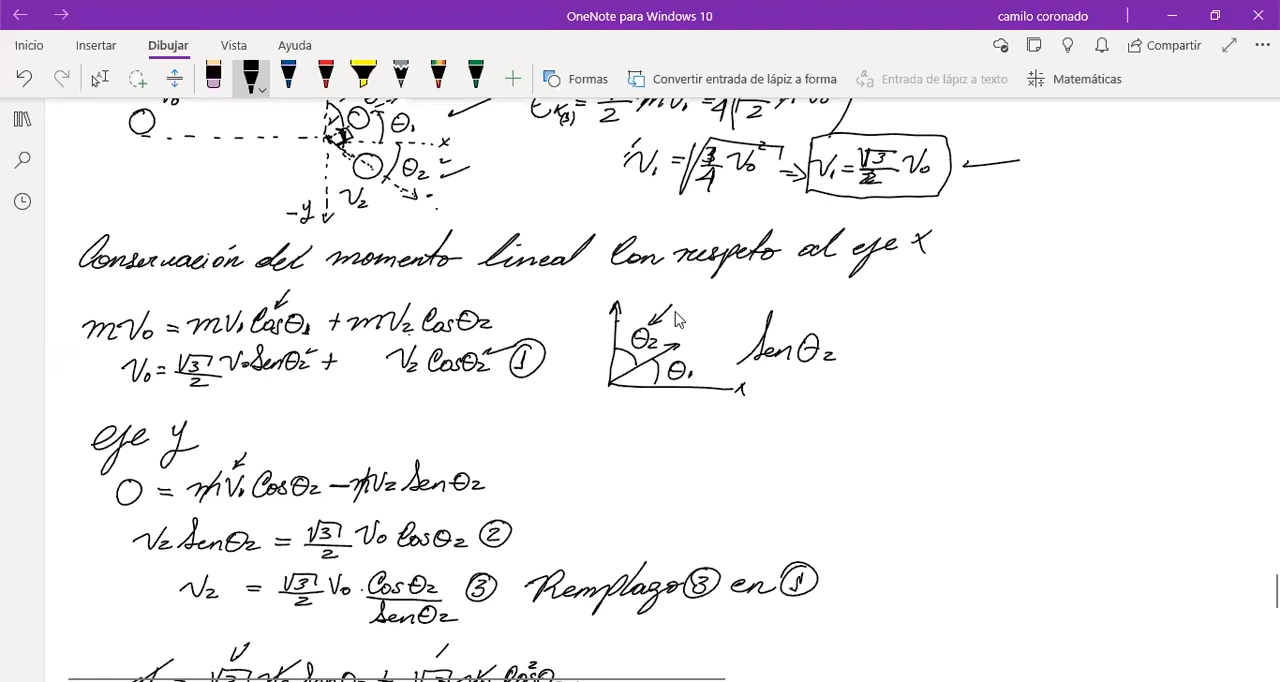 OneNote para Windows 10
camilo coronado
Inicio Insertar Dibujar Vista Ayuda
Compartir
Formas Convertir entrada de lápiz a forma Entrada de lápiz a texto Matemáticas
θ₁
x
θ₂
V₂
-y
V₁ = √(3/4 V₀²) ⇒ V₁ = √3/2 V₀
Conservación del momento lineal Con respeto al eje x
mV₀ = mV₁ Cosθ₁ + mV₂ Cosθ₂
V₀ = √3/2 V₀ Senθ₂ + V₂ Cosθ₂ ①
θ₂
θ₁
x
Senθ₂
eje y
0 = mV₁ Cosθ₂ - mV₂ Senθ₂
V₂ Senθ₂ = √3/2 V₀ Cosθ₂ ②
V₂ = √3/2 V₀ . Cosθ₂/Senθ₂ ③ Remplazo ③ en ①